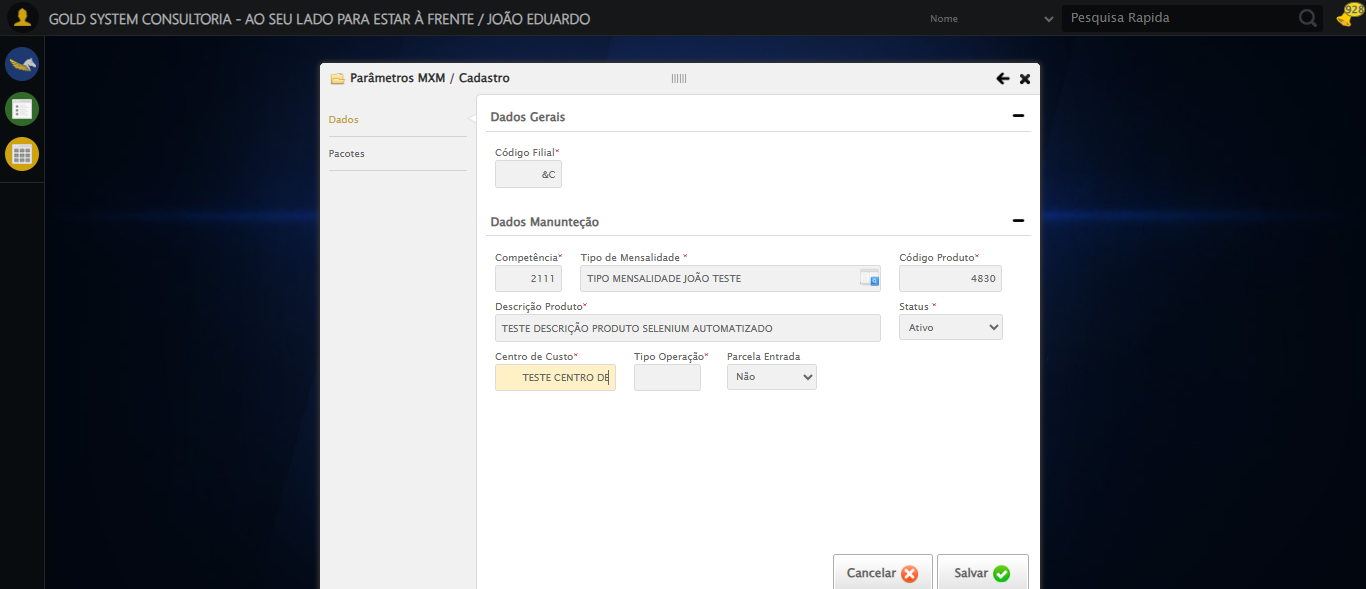 GOLD SYSTEM CONSULTORIA - AO SEU LADO PARA ESTAR À FRENTE / JOÃO EDUARDO
Nome
Pesquisa Rapida
928
Parâmetros MXM / Cadastro
Dados
Pacotes
Dados Gerais
Código Filial*
&C
Dados Manunteção
Competência* Tipo de Mensalidade * Código Produto*
2111 TIPO MENSALIDADE JOÃO TESTE 4830
Descrição Produto* Status *
TESTE DESCRIÇÃO PRODUTO SELENIUM AUTOMATIZADO Ativo
Centro de Custo* Tipo Operação* Parcela Entrada
TESTE CENTRO DE Não
Cancelar Salvar